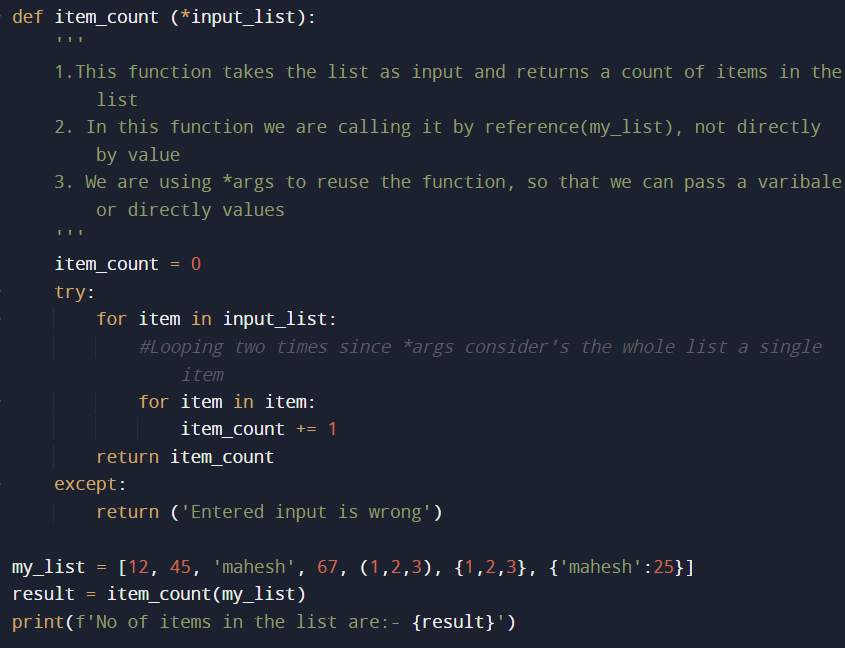 def item_count (*input_list):
    '''
    1.This function takes the list as input and returns a count of items in the
        list
    2. In this function we are calling it by reference(my_list), not directly
        by value
    3. We are using *args to reuse the function, so that we can pass a varibale
        or directly values
    '''
    item_count = 0
    try:
        for item in input_list:
            #Looping two times since *args consider's the whole list a single
                item
            for item in item:
                item_count += 1
        return item_count
    except:
        return ('Entered input is wrong')

my_list = [12, 45, 'mahesh', 67, (1,2,3), {1,2,3}, {'mahesh':25}]
result = item_count(my_list)
print(f'No of items in the list are:- {result}')